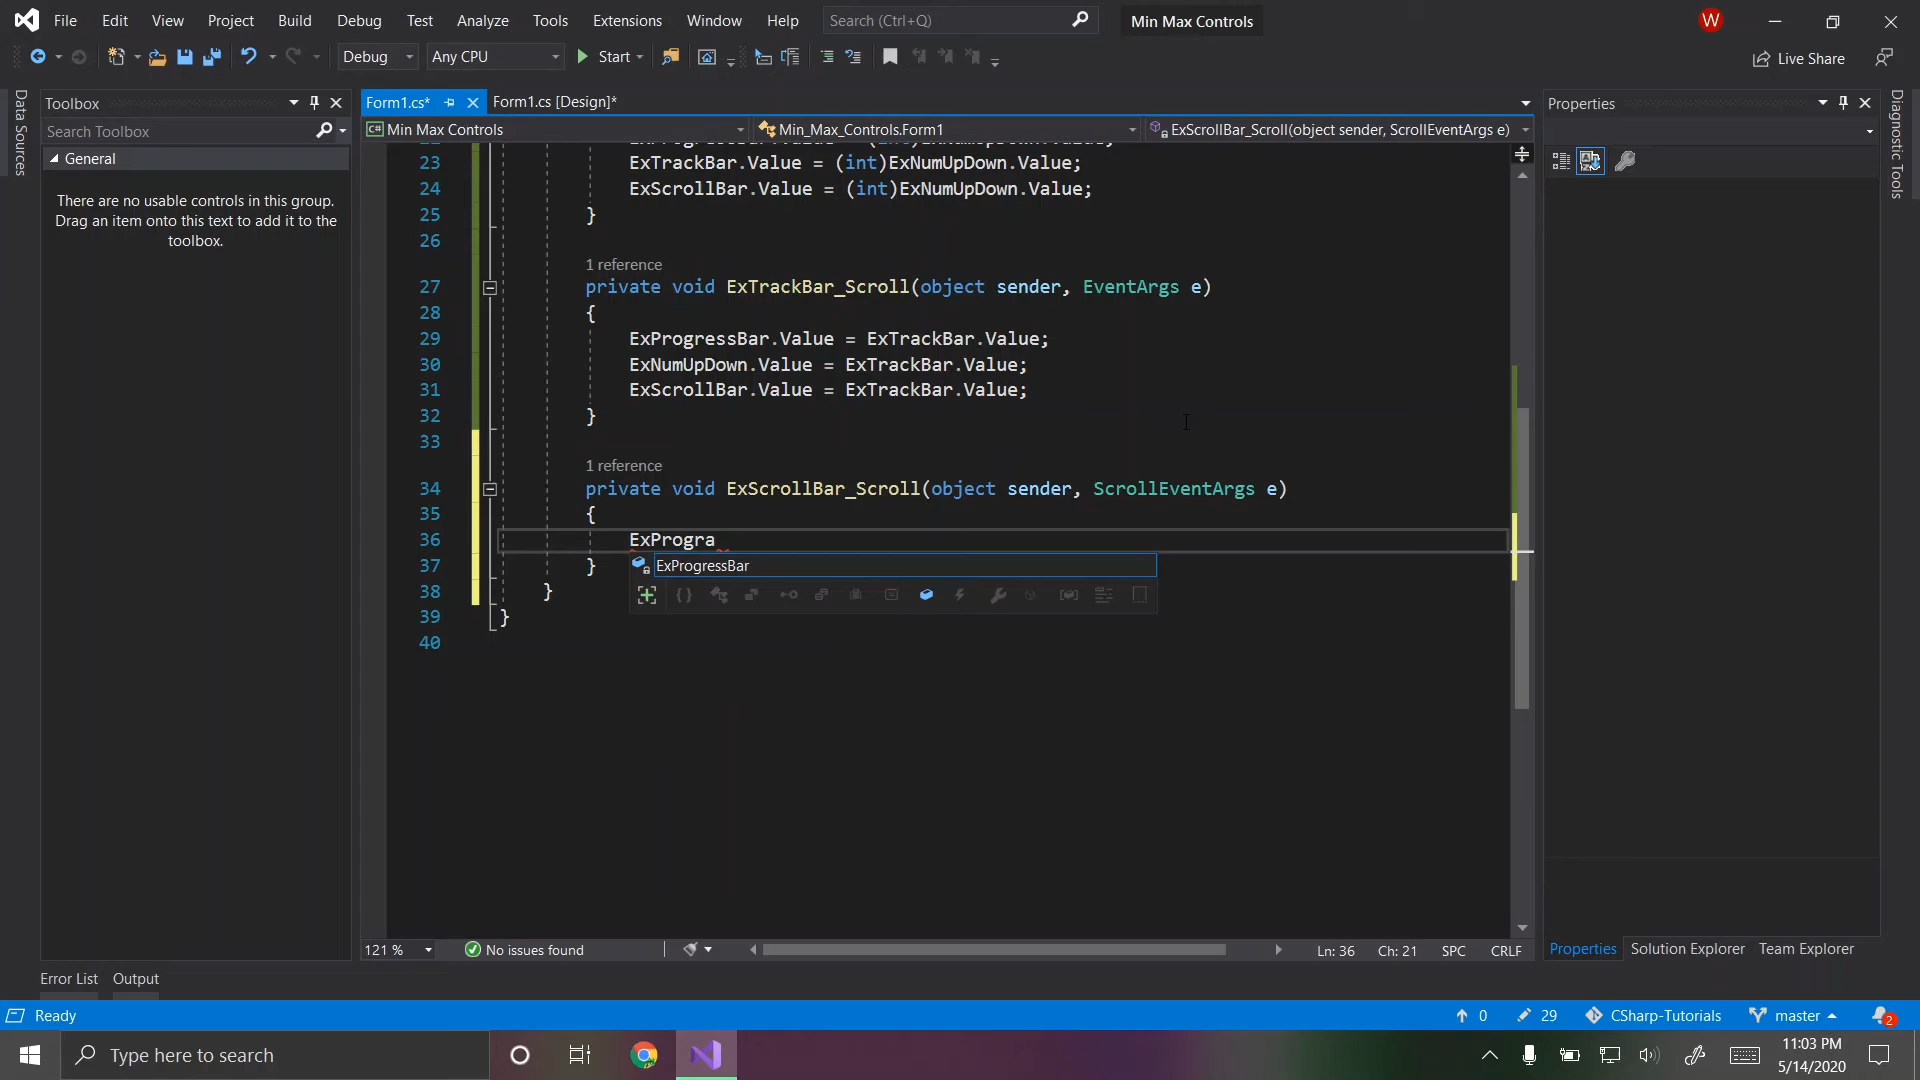 File Edit View Project Build Debug Test Analyze Tools Extensions Window Help Search (Ctrl+Q) Min Max Controls W
Debug Any CPU Start Live Share
Data Sources
Toolbox
Search Toolbox
General
There are no usable controls in this group.
Drag an item onto this text to add it to the
toolbox.
Form1.cs* Form1.cs [Design]*
C# Min Max Controls Min_Max_Controls.Form1 ExScrollBar_Scroll(object sender, ScrollEventArgs e)
23 ExTrackBar.Value = (int)ExNumUpDown.Value;
24 ExScrollBar.Value = (int)ExNumUpDown.Value;
25 }
26
1 reference
27 private void ExTrackBar_Scroll(object sender, EventArgs e)
28 {
29 ExProgressBar.Value = ExTrackBar.Value;
30 ExNumUpDown.Value = ExTrackBar.Value;
31 ExScrollBar.Value = ExTrackBar.Value;
32 }
33
1 reference
34 private void ExScrollBar_Scroll(object sender, ScrollEventArgs e)
35 {
36 ExProgra
ExProgressBar
37 }
38 }
39 }
40
121 % No issues found Ln: 36 Ch: 21 SPC CRLF
Properties
Diagnostic Tools
Properties Solution Explorer Team Explorer
Error List Output
Ready 0 29 CSharp-Tutorials master 2
Type here to search
11:03 PM
5/14/2020